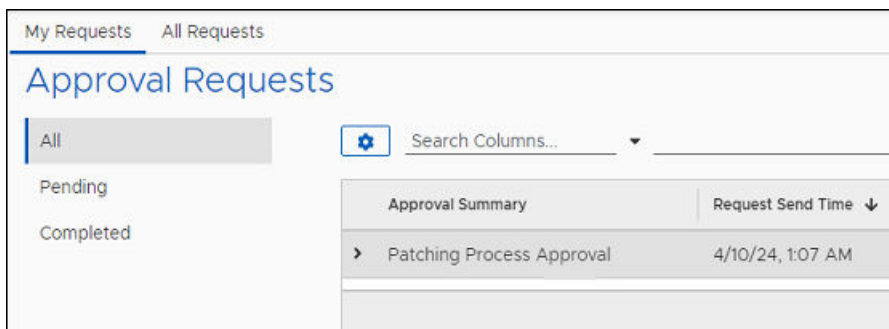 My Requests All Requests
Approval Requests
All
Pending
Completed
Search Columns...
Approval Summary Request Send Time
Patching Process Approval 4/10/24, 1:07 AM